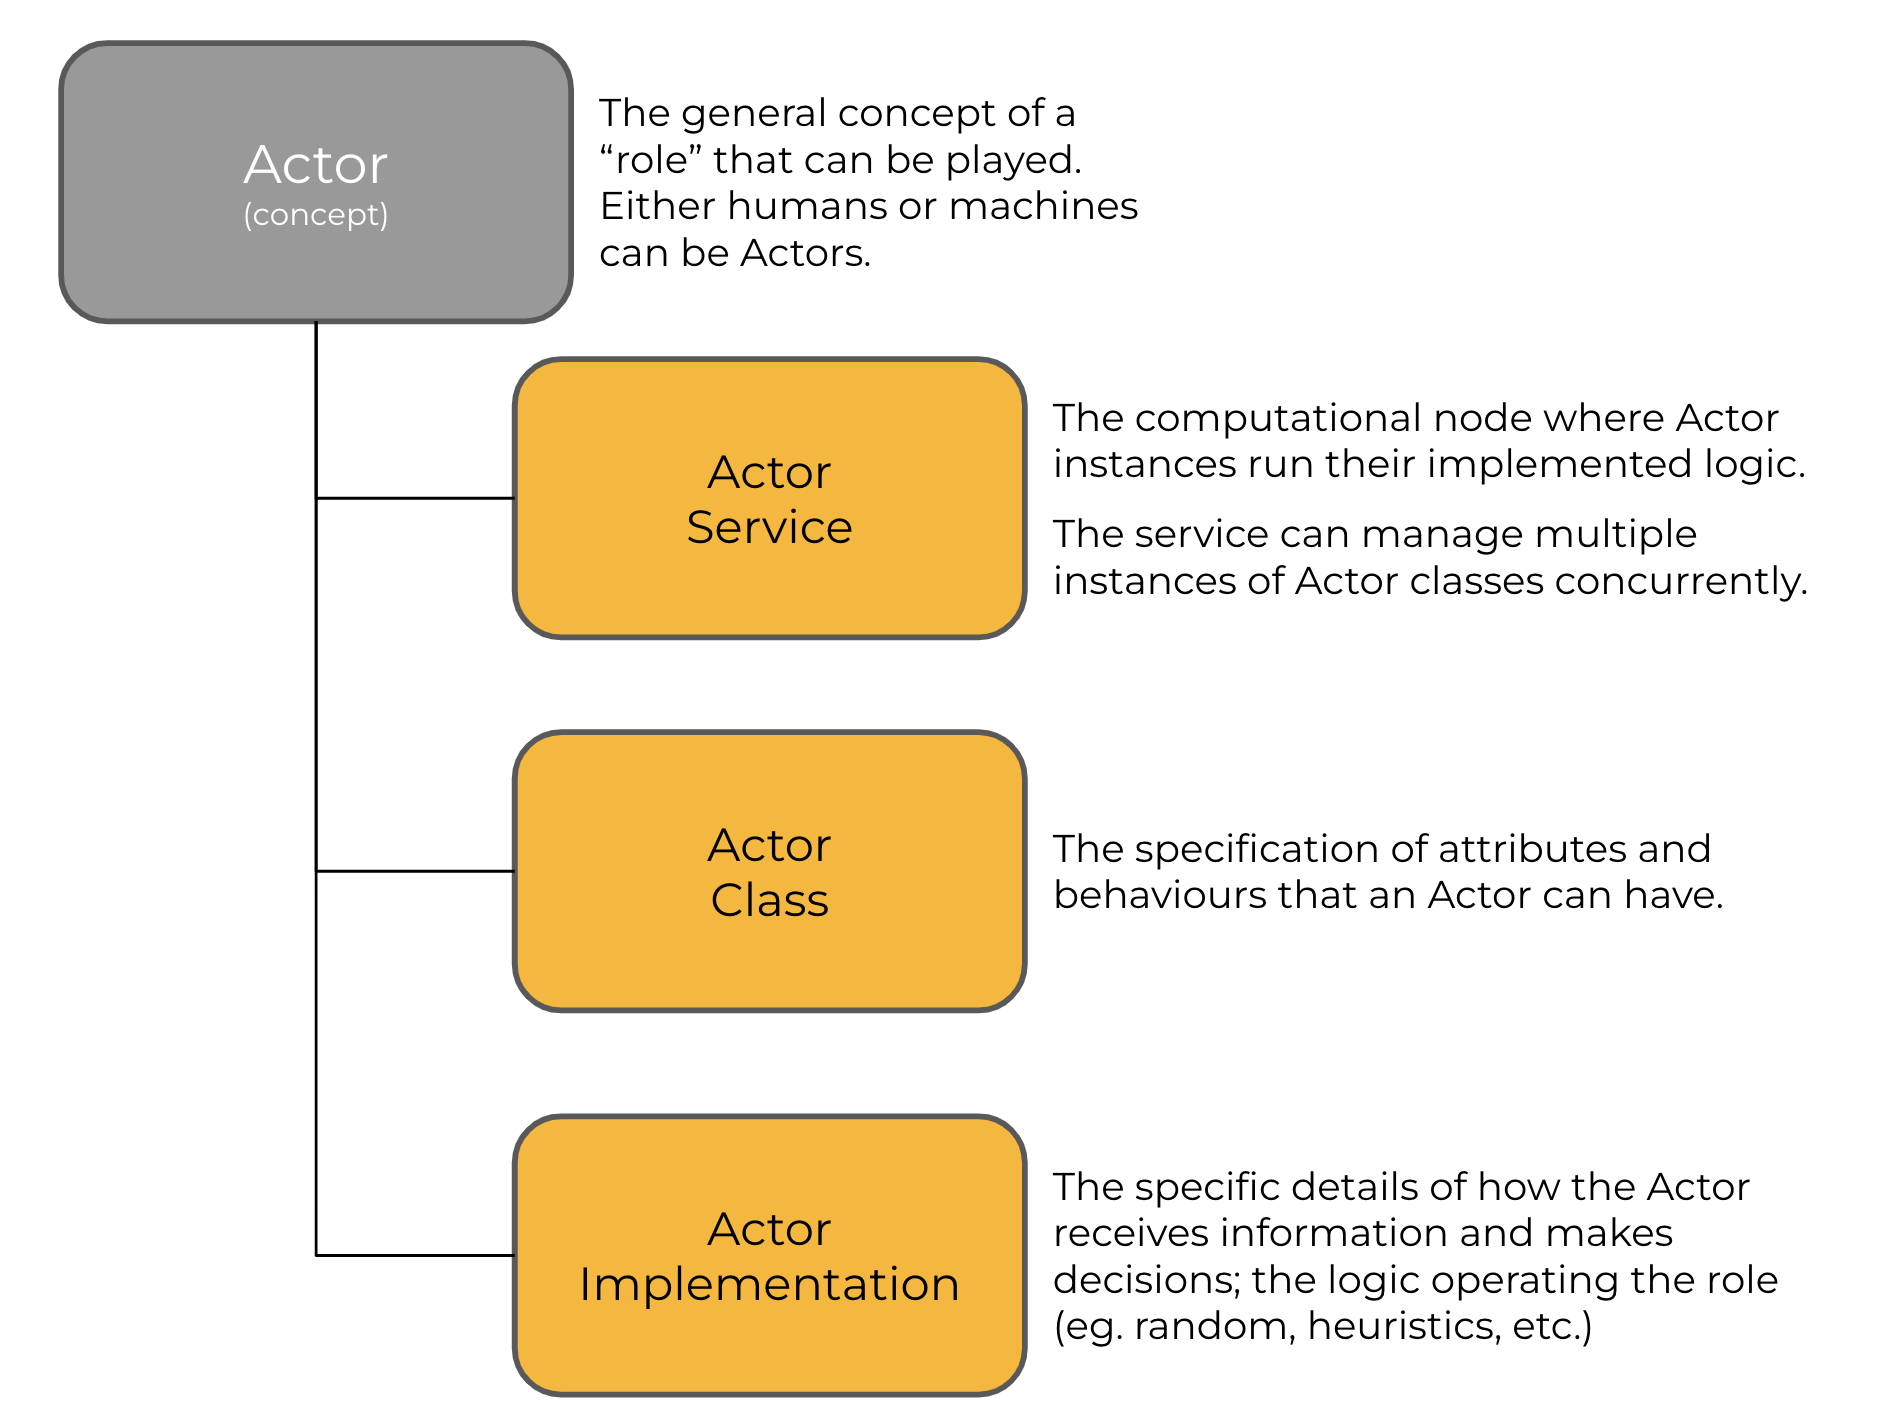 Actor
(concept)
The general concept of a
“role” that can be played.
Either humans or machines
can be Actors.
Actor
Service
The computational node where Actor
instances run their implemented logic.
The service can manage multiple
instances of Actor classes concurrently.
Actor
Class
The specification of attributes and
behaviours that an Actor can have.
Actor
Implementation
The specific details of how the Actor
receives information and makes
decisions; the logic operating the role
(eg. random, heuristics, etc.)